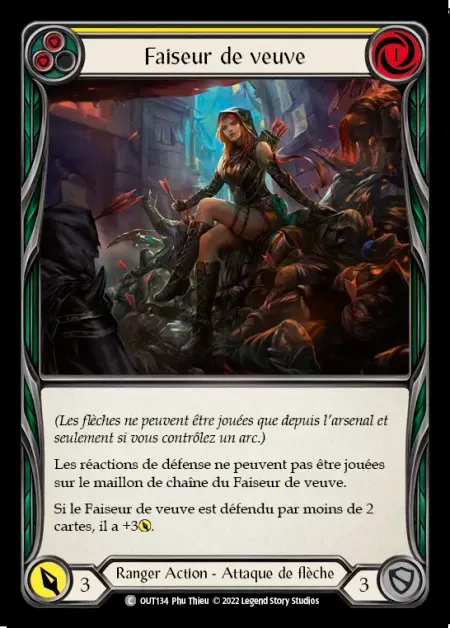 Faiseur de veuve
1
(Les flèches ne peuvent être jouées que depuis l'arsenal et
seulement si vous contrôlez un arc.)
Les réactions de défense ne peuvent pas être jouées
sur le maillon de chaîne du Faiseur de veuve.
Si le Faiseur de veuve est défendu par moins de 2
cartes, il a +3.
3
Ranger Action - Attaque de flèche
3
C OUT134 Phu Thieu © 2022 Legend Story Studios